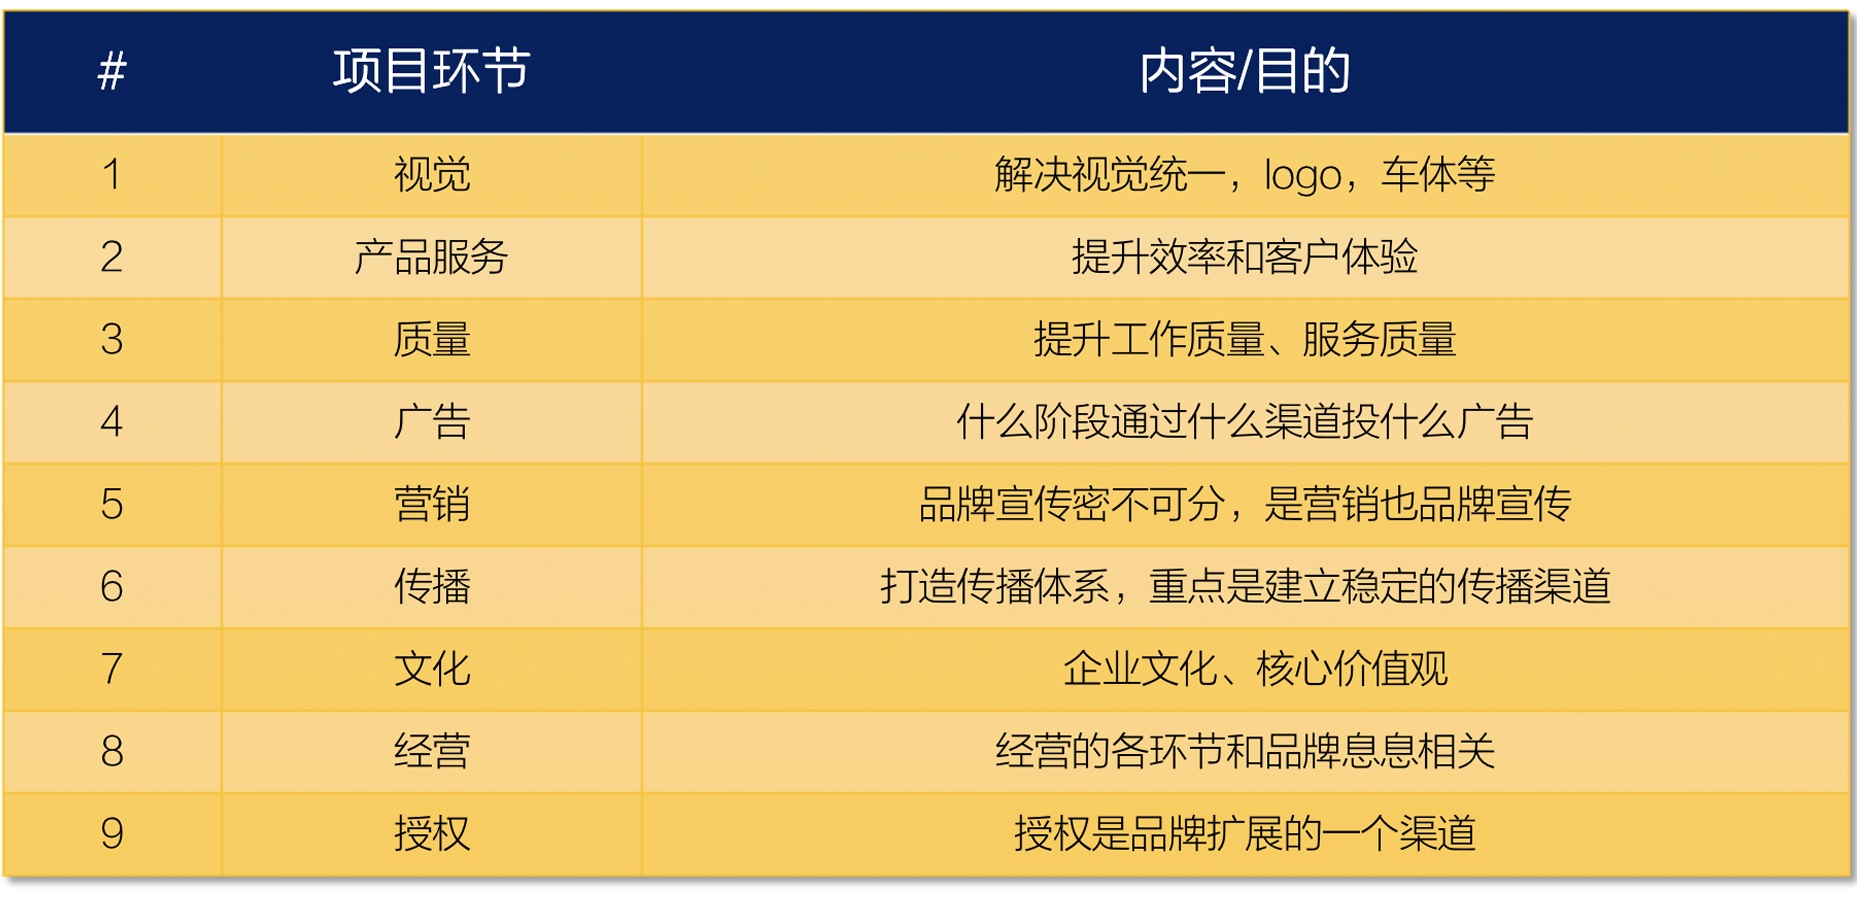 # 项目环节 内容/目的
1 视觉 解决视觉统一，logo，车体等
2 产品服务 提升效率和客户体验
3 质量 提升工作质量、服务质量
4 广告 什么阶段通过什么渠道投什么广告
5 营销 品牌宣传密不可分，是营销也品牌宣传
6 传播 打造传播体系，重点是建立稳定的传播渠道
7 文化 企业文化、核心价值观
8 经营 经营的各环节和品牌息息相关
9 授权 授权是品牌扩展的一个渠道